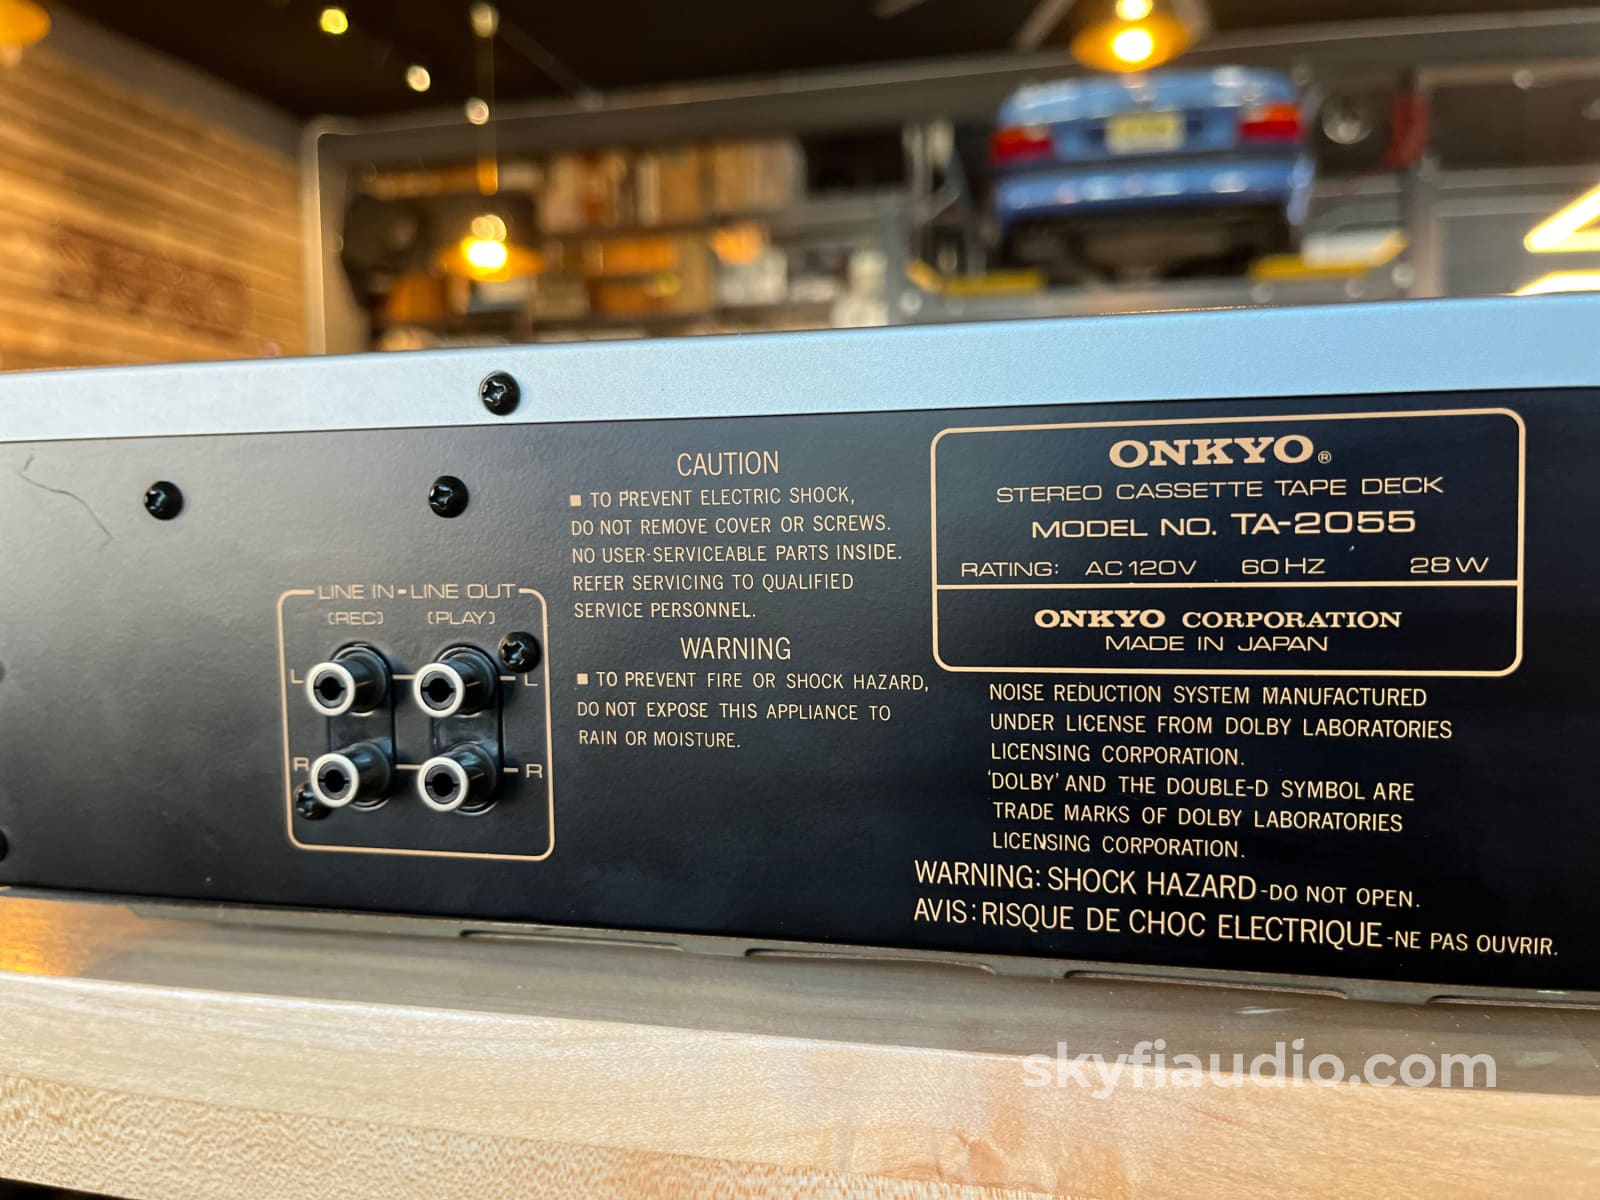 LINE IN LINE OUT
(REC) (PLAY)
L L
R R
CAUTION
■ TO PREVENT ELECTRIC SHOCK,
DO NOT REMOVE COVER OR SCREWS.
NO USER-SERVICEABLE PARTS INSIDE.
REFER SERVICING TO QUALIFIED
SERVICE PERSONNEL.
WARNING
■ TO PREVENT FIRE OR SHOCK HAZARD,
DO NOT EXPOSE THIS APPLIANCE TO
RAIN OR MOISTURE.
ONKYO®
STEREO CASSETTE TAPE DECK
MODEL NO. TA-2055
RATING: AC 120V 60 HZ 28 W
ONKYO CORPORATION
MADE IN JAPAN
NOISE REDUCTION SYSTEM MANUFACTURED
UNDER LICENSE FROM DOLBY LABORATORIES
LICENSING CORPORATION.
'DOLBY' AND THE DOUBLE-D SYMBOL ARE
TRADE MARKS OF DOLBY LABORATORIES
LICENSING CORPORATION.
WARNING: SHOCK HAZARD -DO NOT OPEN.
AVIS: RISQUE DE CHOC ELECTRIQUE -NE PAS OUVRIR.
skyfiaudio.com